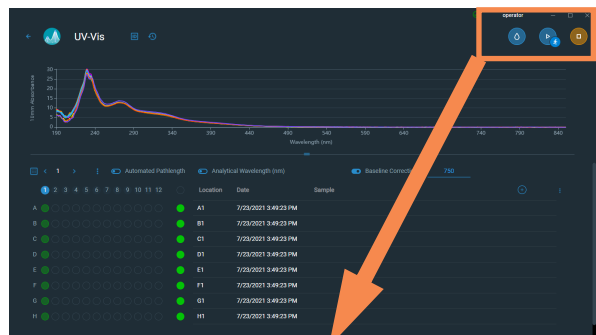 operator
UV-Vis
10mm Absorbance
30
25
20
15
10
5
0
190 240 290 340 390 440 490 540 590 640 740 790 840
Wavelength (nm)
1 Automated Pathlength Analytical Wavelength (nm) Baseline Correct 750
1 2 3 4 5 6 7 8 9 10 11 12 Location Date Sample
A A1 7/23/2021 3:49:23 PM
B B1 7/23/2021 3:49:23 PM
C C1 7/23/2021 3:49:23 PM
D D1 7/23/2021 3:49:23 PM
E E1 7/23/2021 3:49:23 PM
F F1 7/23/2021 3:49:23 PM
G G1 7/23/2021 3:49:23 PM
H H1 7/23/2021 3:49:23 PM